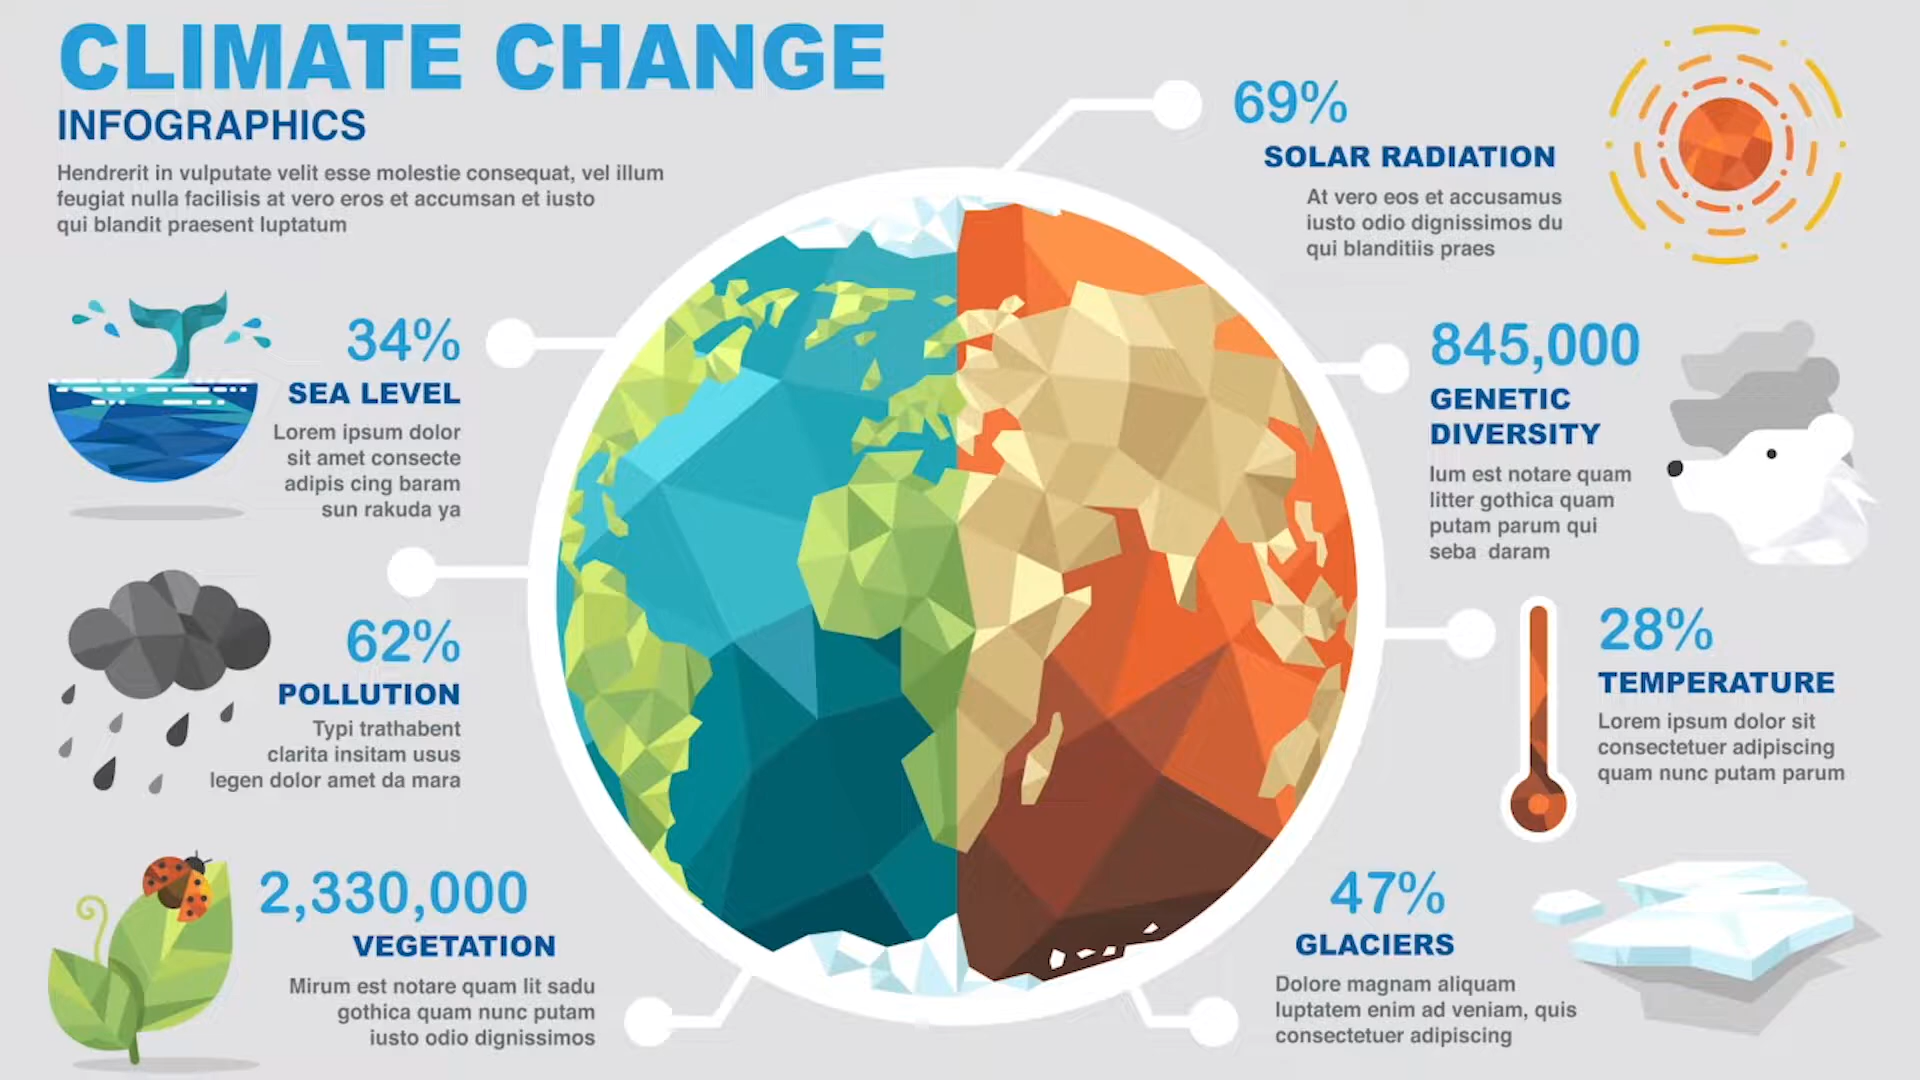 CLIMATE CHANGE
INFOGRAPHICS
Hendrerit in vulputate velit esse molestie consequat, vel illum
feugiat nulla facilisis at vero eros et accumsan et iusto
qui blandit praesent luptatum
34%
SEA LEVEL
Lorem ipsum dolor
sit amet consecte
adipis cing baram
sun rakuda ya
62%
POLLUTION
Typi trathabent
clarita insitam usus
legen dolor amet da mara
2,330,000
VEGETATION
Mirum est notare quam lit sadu
gothica quam nunc putam
iusto odio dignissimos
69%
SOLAR RADIATION
At vero eos et accusamus
iusto odio dignissimos du
qui blanditiis praes
845,000
GENETIC
DIVERSITY
Ium est notare quam
litter gothica quam
putam parum qui
seba daram
28%
TEMPERATURE
Lorem ipsum dolor sit
consectetuer adipiscing
quam nunc putam parum
47%
GLACIERS
Dolore magnam aliquam
luptatem enim ad veniam, quis
consectetuer adipiscing